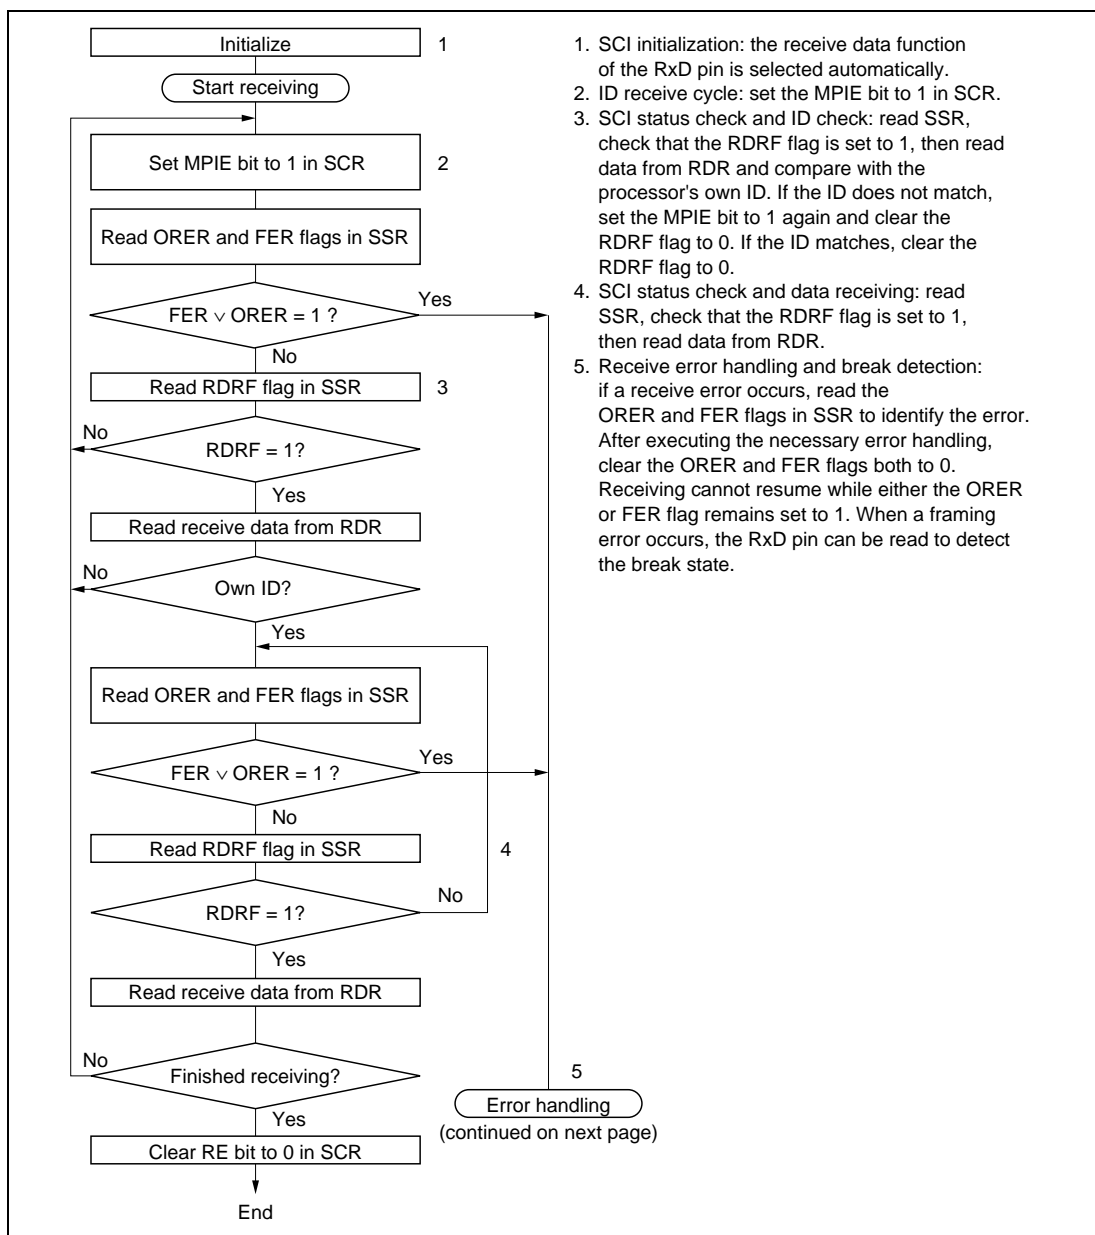 Initialize
1
Start receiving
Set MPIE bit to 1 in SCR
2
Read ORER and FER flags in SSR
FER ∨ ORER = 1 ?
Yes
No
Read RDRF flag in SSR
3
No
RDRF = 1?
Yes
Read receive data from RDR
No
Own ID?
Yes
Read ORER and FER flags in SSR
Yes
FER ∨ ORER = 1 ?
No
Read RDRF flag in SSR
4
No
RDRF = 1?
Yes
Read receive data from RDR
No
Finished receiving?
Yes
Clear RE bit to 0 in SCR
End
5
Error handling
(continued on next page)
1. SCI initialization: the receive data function
of the RxD pin is selected automatically.
2. ID receive cycle: set the MPIE bit to 1 in SCR.
3. SCI status check and ID check: read SSR,
check that the RDRF flag is set to 1, then read
data from RDR and compare with the
processor's own ID. If the ID does not match,
set the MPIE bit to 1 again and clear the
RDRF flag to 0. If the ID matches, clear the
RDRF flag to 0.
4. SCI status check and data receiving: read
SSR, check that the RDRF flag is set to 1,
then read data from RDR.
5. Receive error handling and break detection:
if a receive error occurs, read the
ORER and FER flags in SSR to identify the error.
After executing the necessary error handling,
clear the ORER and FER flags both to 0.
Receiving cannot resume while either the ORER
or FER flag remains set to 1. When a framing
error occurs, the RxD pin can be read to detect
the break state.